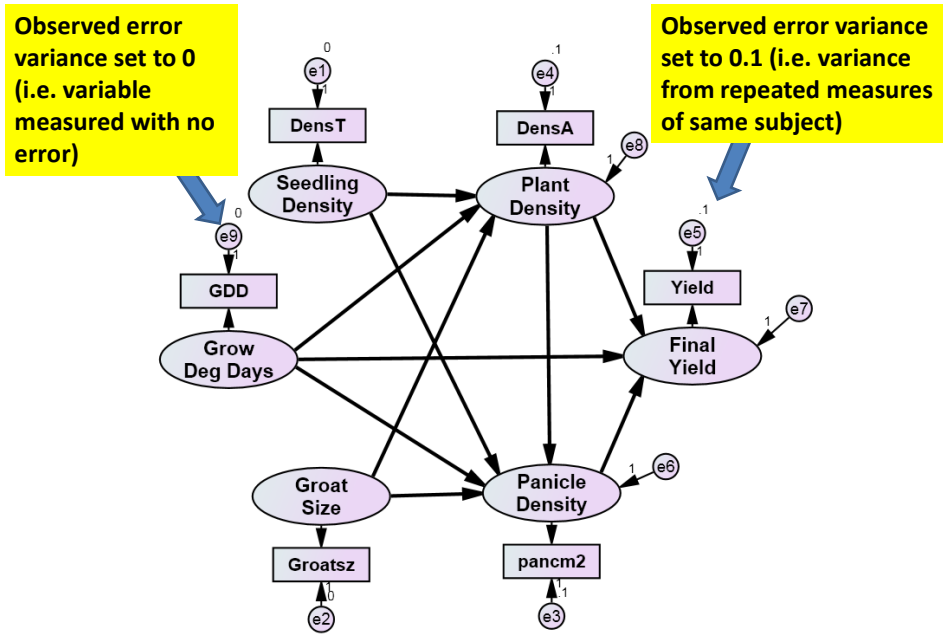 Observed error
variance set to 0
(i.e. variable
measured with no
error)
Observed error variance
set to 0.1 (i.e. variance
from repeated measures
of same subject)
0
e1
1
DensT
Seedling
Density
.1
e4
1
DensA
Plant
Density
1
e8
0
e9
1
GDD
Grow
Deg Days
.1
e5
1
Yield
Final
Yield
1
e7
Groat
Size
Groatsz
1
0
e2
Panicle
Density
1
e6
pancm2
1
.1
e3